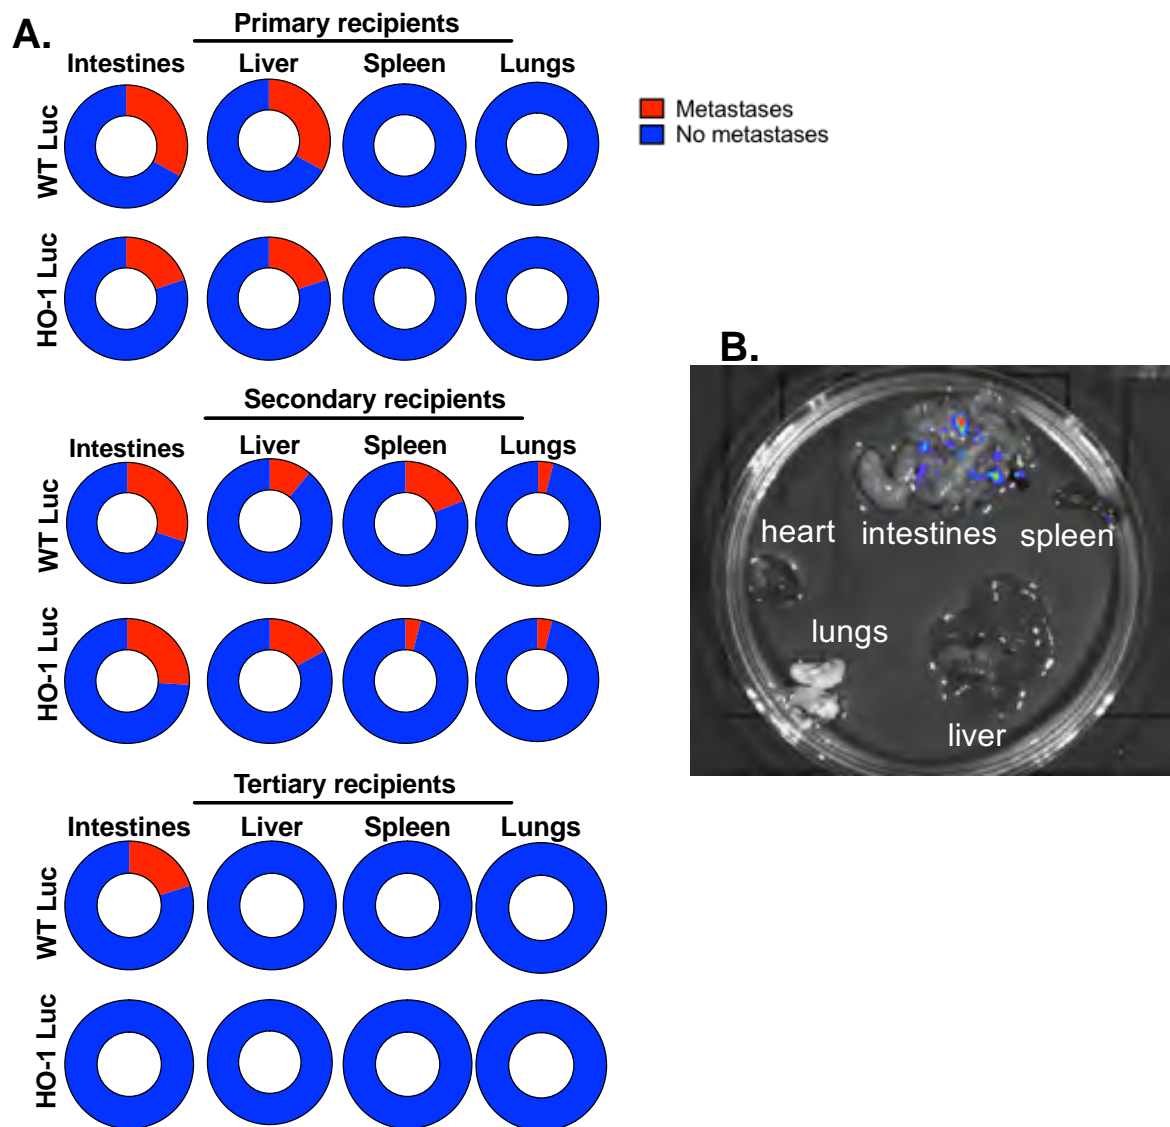 A.
Primary recipients
Intestines Liver Spleen Lungs
WT Luc
HO-1 Luc
Metastases
No metastases
Secondary recipients
Intestines Liver Spleen Lungs
WT Luc
HO-1 Luc
Tertiary recipients
Intestines Liver Spleen Lungs
WT Luc
HO-1 Luc
B.
heart intestines spleen
lungs
liver